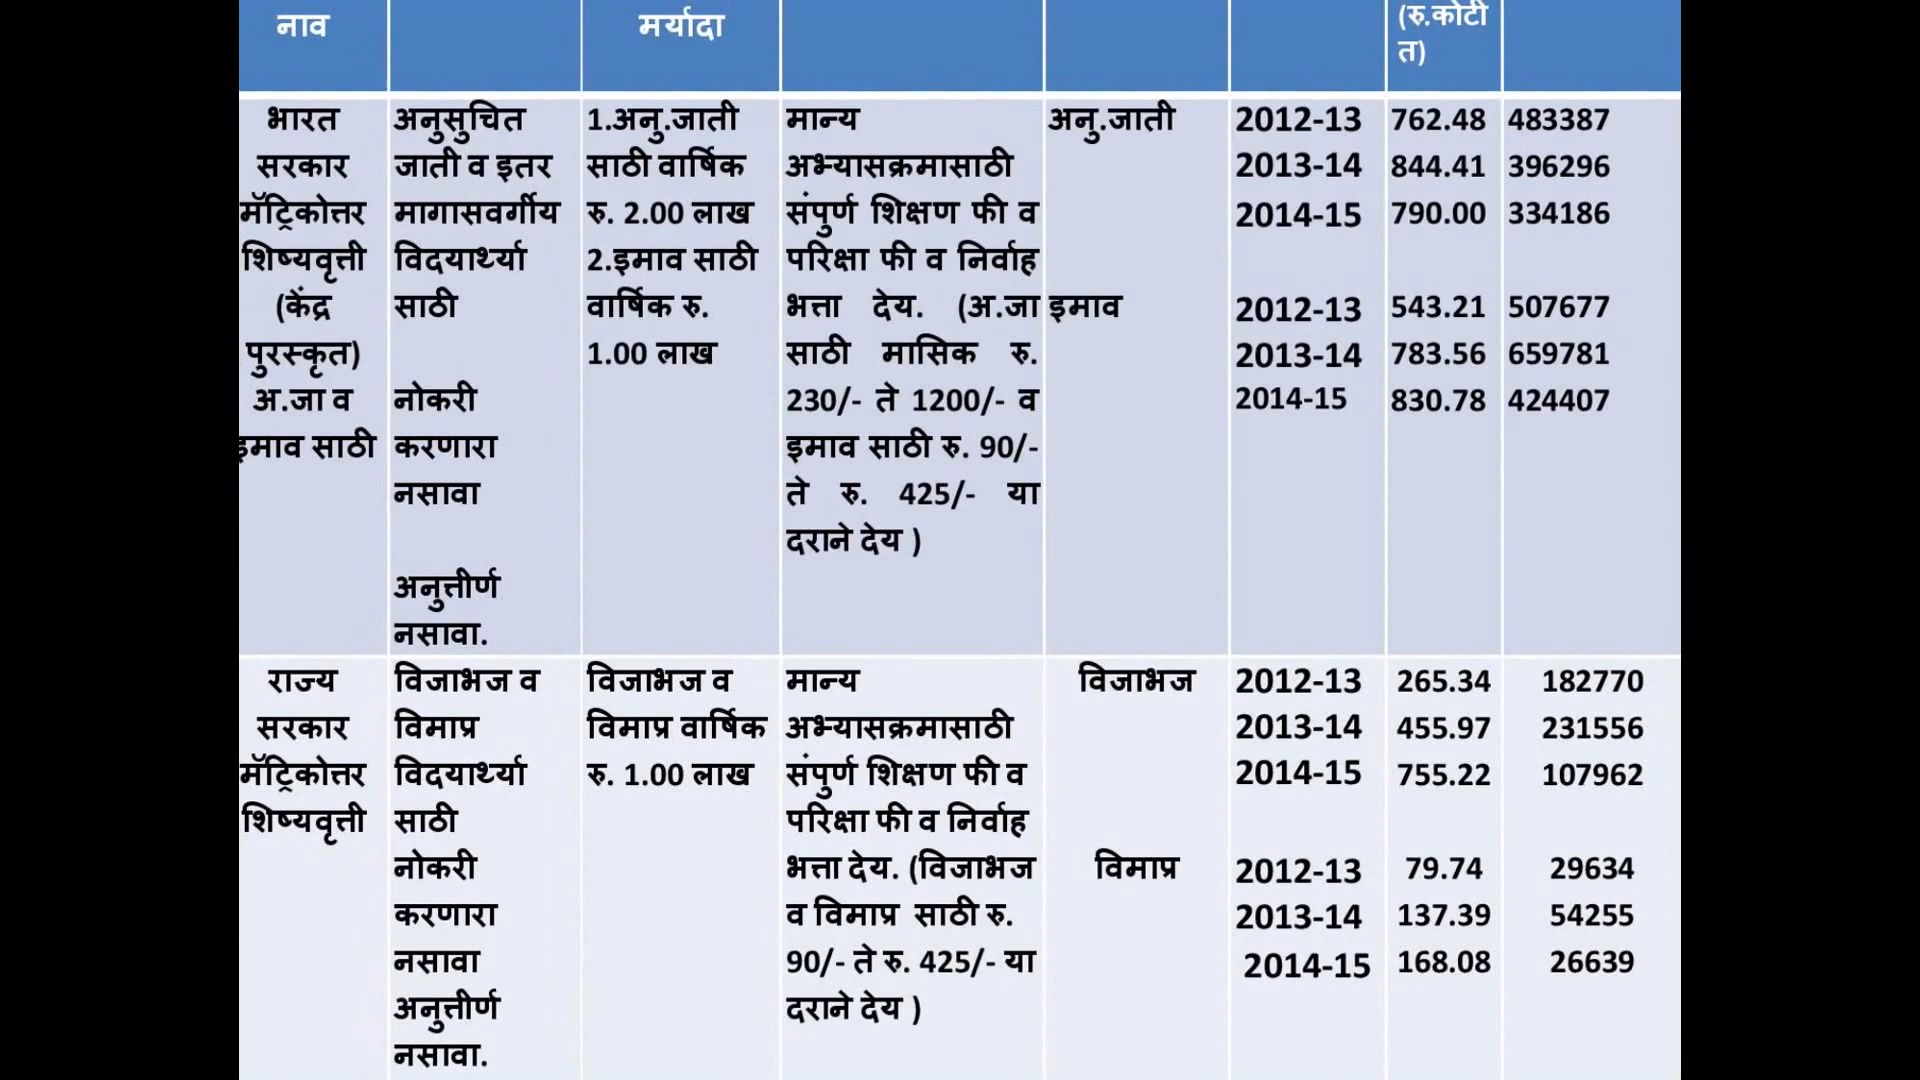 नाव
मर्यादा
(रु.कोटी
त)
भारत
सरकार
मॅट्रिकोत्तर
शिष्यवृत्ती
(केंद्र
पुरस्कृत)
अ.जा व
इमाव साठी
अनुसुचित
जाती व इतर
मागासवर्गीय
विदयार्थ्या
साठी
नोकरी
करणारा
नसावा
अनुत्तीर्ण
नसावा.
1.अनु.जाती
साठी वार्षिक
रु. 2.00 लाख
2.इमाव साठी
वार्षिक रु.
1.00 लाख
मान्य
अभ्यासक्रमासाठी
संपुर्ण शिक्षण फी व
परिक्षा फी व निर्वाह
भत्ता देय. (अ.जा
साठी मासिक रु.
230/- ते 1200/- व
इमाव साठी रु. 90/-
ते रु. 425/- या
दराने देय )
अनु.जाती
इमाव
2012-13 762.48 483387
2013-14 844.41 396296
2014-15 790.00 334186
2012-13 543.21 507677
2013-14 783.56 659781
2014-15 830.78 424407
राज्य
सरकार
मॅट्रिकोत्तर
शिष्यवृत्ती
विजाभज व
विमाप्र
विदयार्थ्या
साठी
नोकरी
करणारा
नसावा
अनुत्तीर्ण
नसावा.
विजाभज व
विमाप्र वार्षिक
रु. 1.00 लाख
मान्य
अभ्यासक्रमासाठी
संपुर्ण शिक्षण फी व
परिक्षा फी व निर्वाह
भत्ता देय. (विजाभज
व विमाप्र साठी रु.
90/- ते रु. 425/- या
दराने देय )
विजाभज
विमाप्र
2012-13 265.34 182770
2013-14 455.97 231556
2014-15 755.22 107962
2012-13 79.74 29634
2013-14 137.39 54255
2014-15 168.08 26639